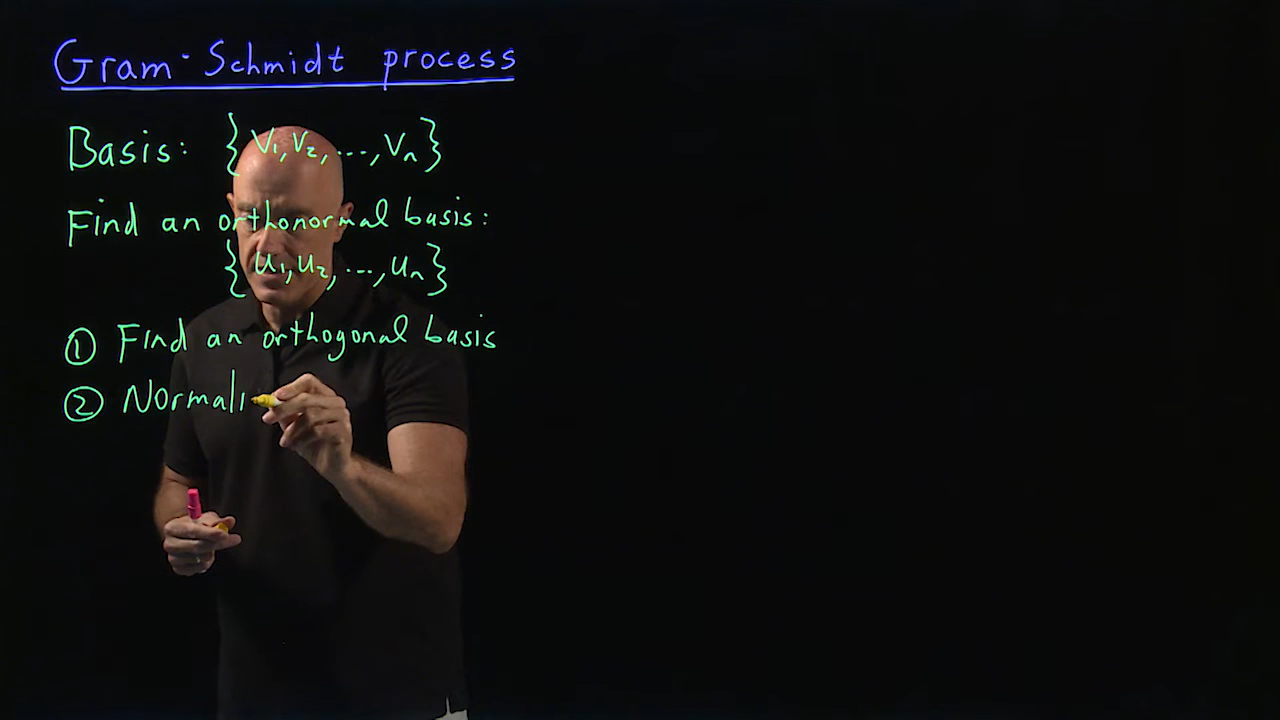 Gram-Schmidt process
Basis: {v₁, v₂, ..., vₙ}
Find an orthonormal basis:
{u₁, u₂, ..., uₙ}
① Find an orthogonal basis
② Normali